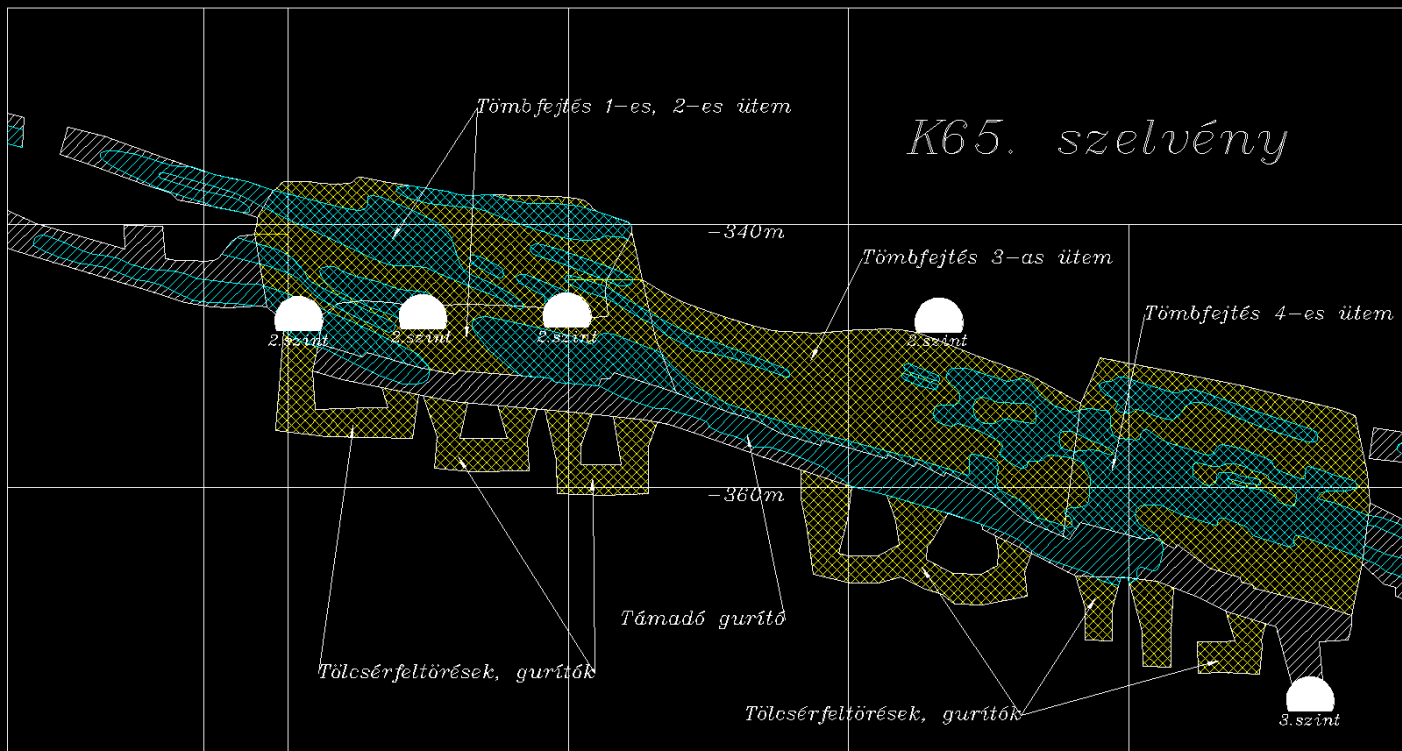 Tömbfejtés 1-es, 2-es ütem
K65. szelvény
-340m
Tömbfejtés 3-as ütem
Tömbfejtés 4-es ütem
2.szint
2.szint
2.szint
2.szint
-360m
Támadó gurító
Tölcsérfeltörések, gurítók
Tölcsérfeltörések, gurítók
3.szint